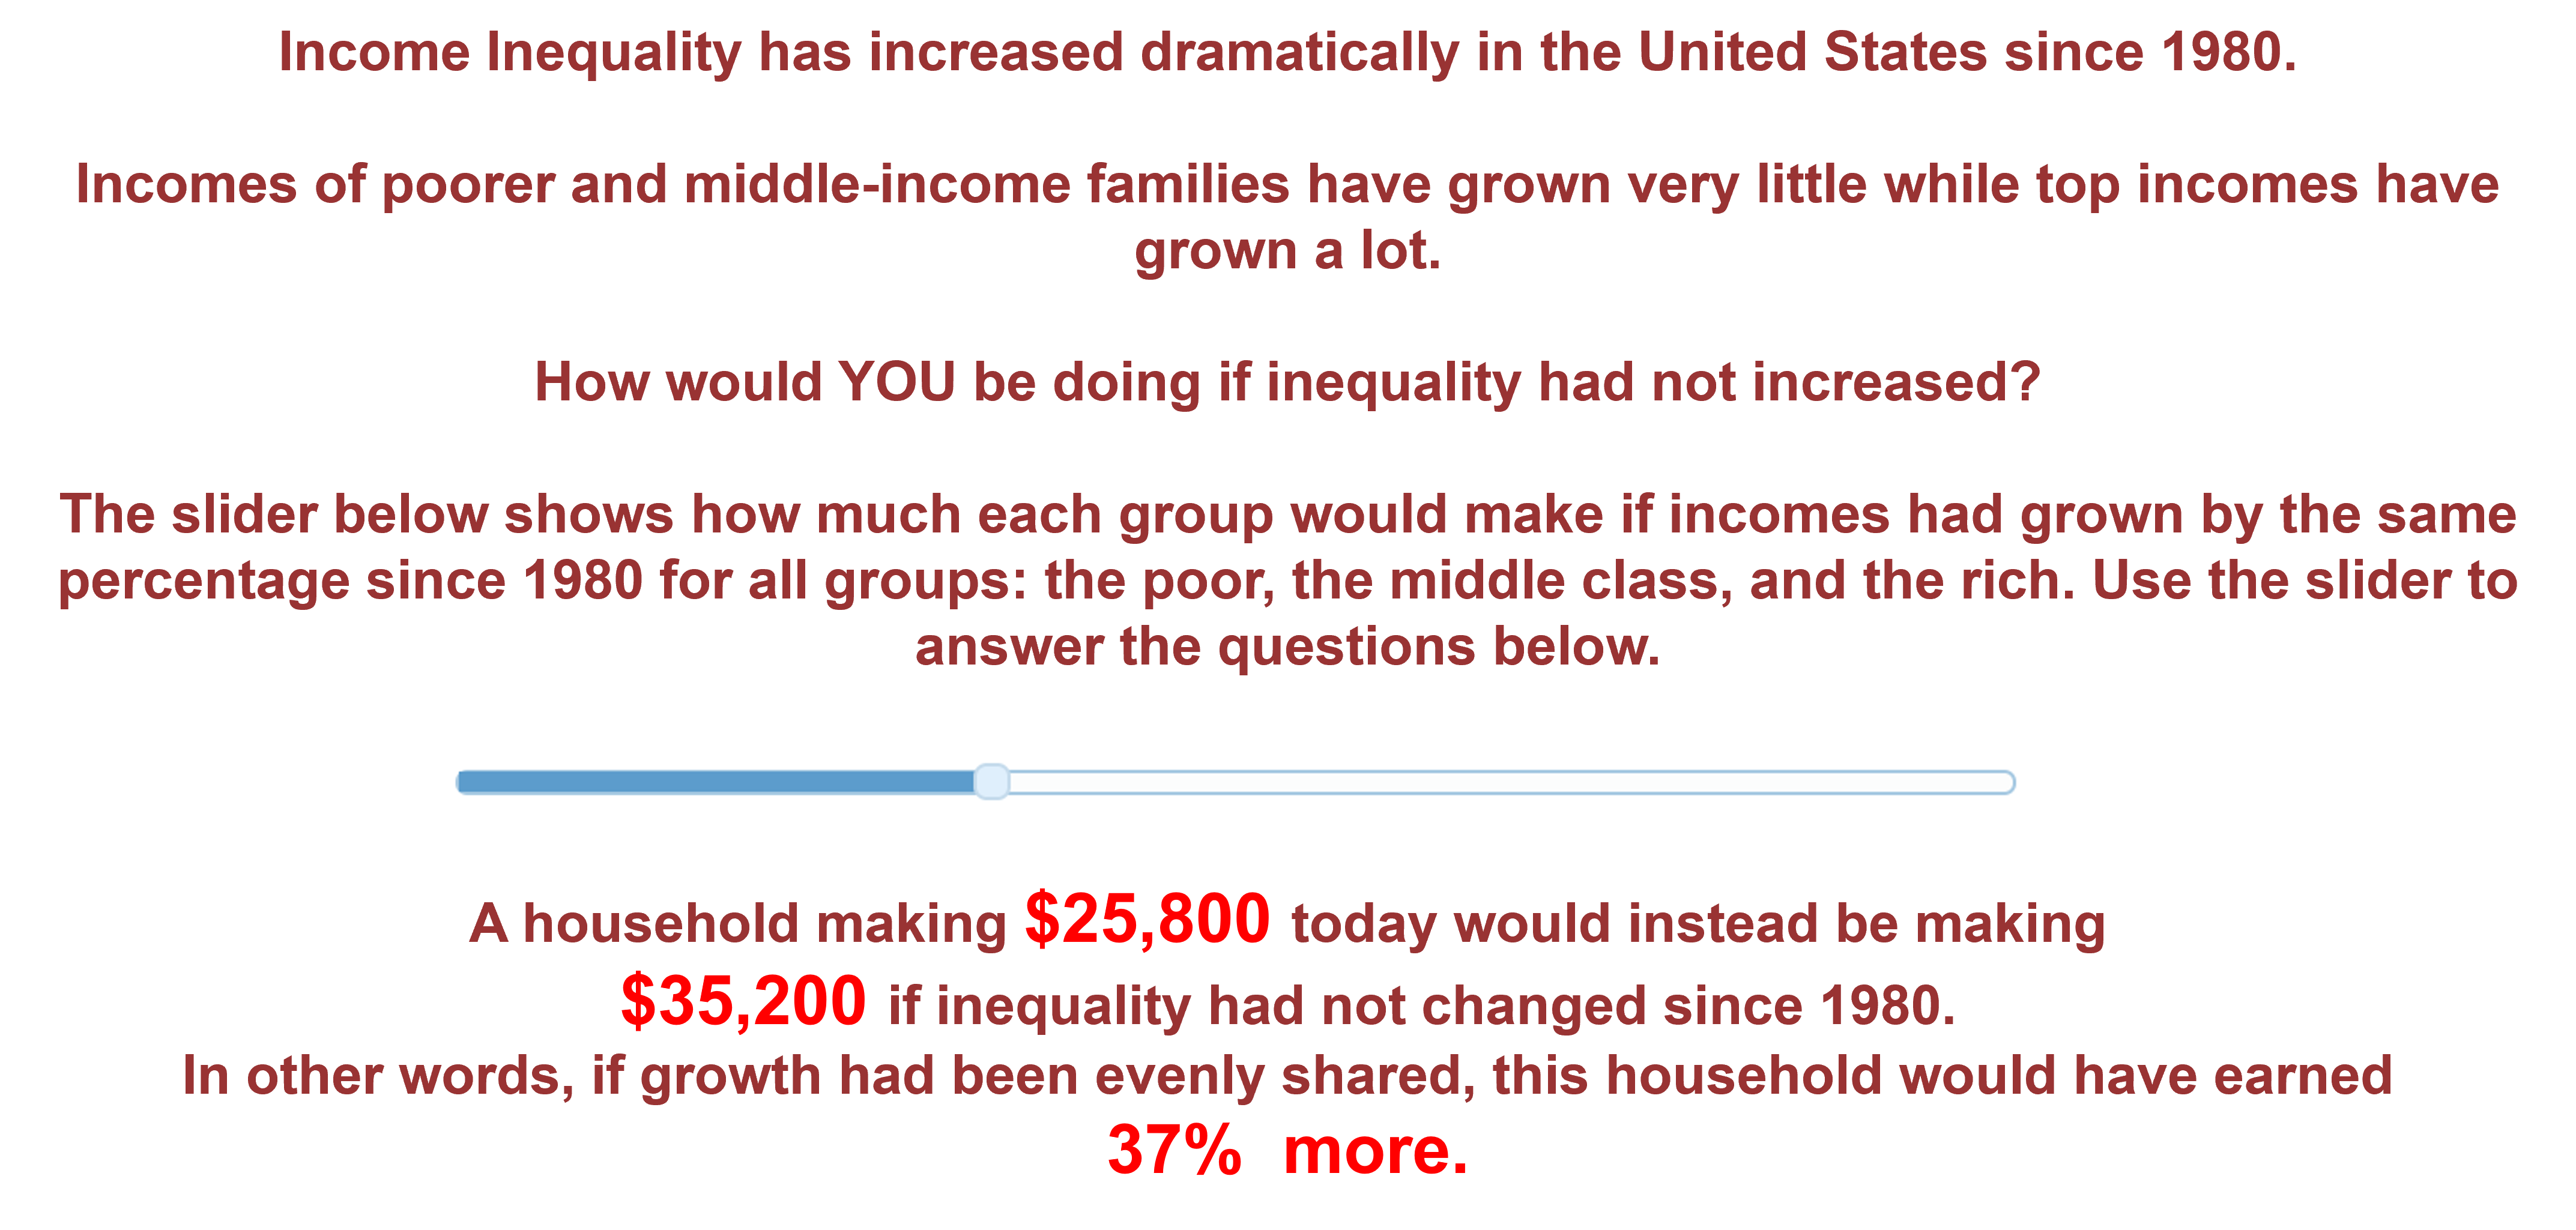 Income Inequality has increased dramatically in the United States since 1980.
Incomes of poorer and middle-income families have grown very little while top incomes have
grown a lot.
How would YOU be doing if inequality had not increased?
The slider below shows how much each group would make if incomes had grown by the same
percentage since 1980 for all groups: the poor, the middle class, and the rich. Use the slider to
answer the questions below.
A household making $25,800 today would instead be making
$35,200 if inequality had not changed since 1980.
In other words, if growth had been evenly shared, this household would have earned
37% more.